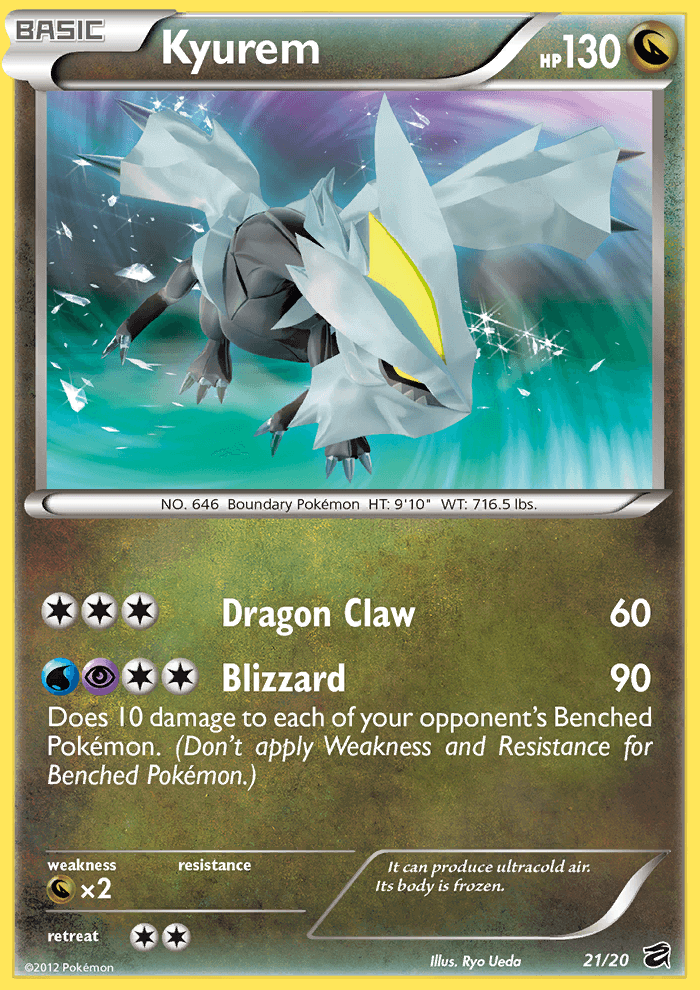 BASIC
Kyurem
HP130
NO. 646 Boundary Pokémon HT: 9'10" WT: 716.5 lbs.
Dragon Claw 60
Blizzard 90
Does 10 damage to each of your opponent's Benched
Pokémon. (Don't apply Weakness and Resistance for
Benched Pokémon.)
weakness resistance
×2
It can produce ultracold air.
Its body is frozen.
retreat
©2012 Pokémon
Illus. Ryo Ueda
21/20